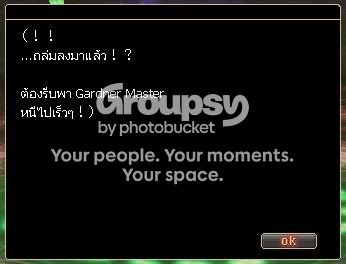 (！！
...ถล่มลงมาแล้ว！？
ต้องรีบพา Gardner Master
หนีไปเร็วๆ！)
Groupsy
by photobucket
Your people. Your moments.
Your space.
ok